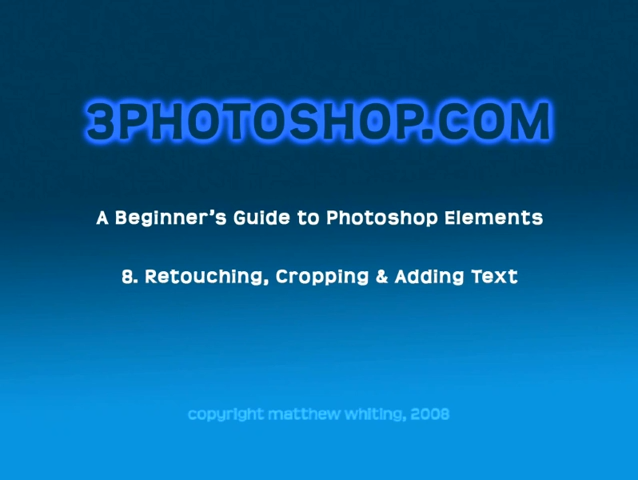 3PHOTOSHOP.COM
A Beginner's Guide to Photoshop Elements
8. Retouching, Cropping & Adding Text
copyright matthew whiting, 2008